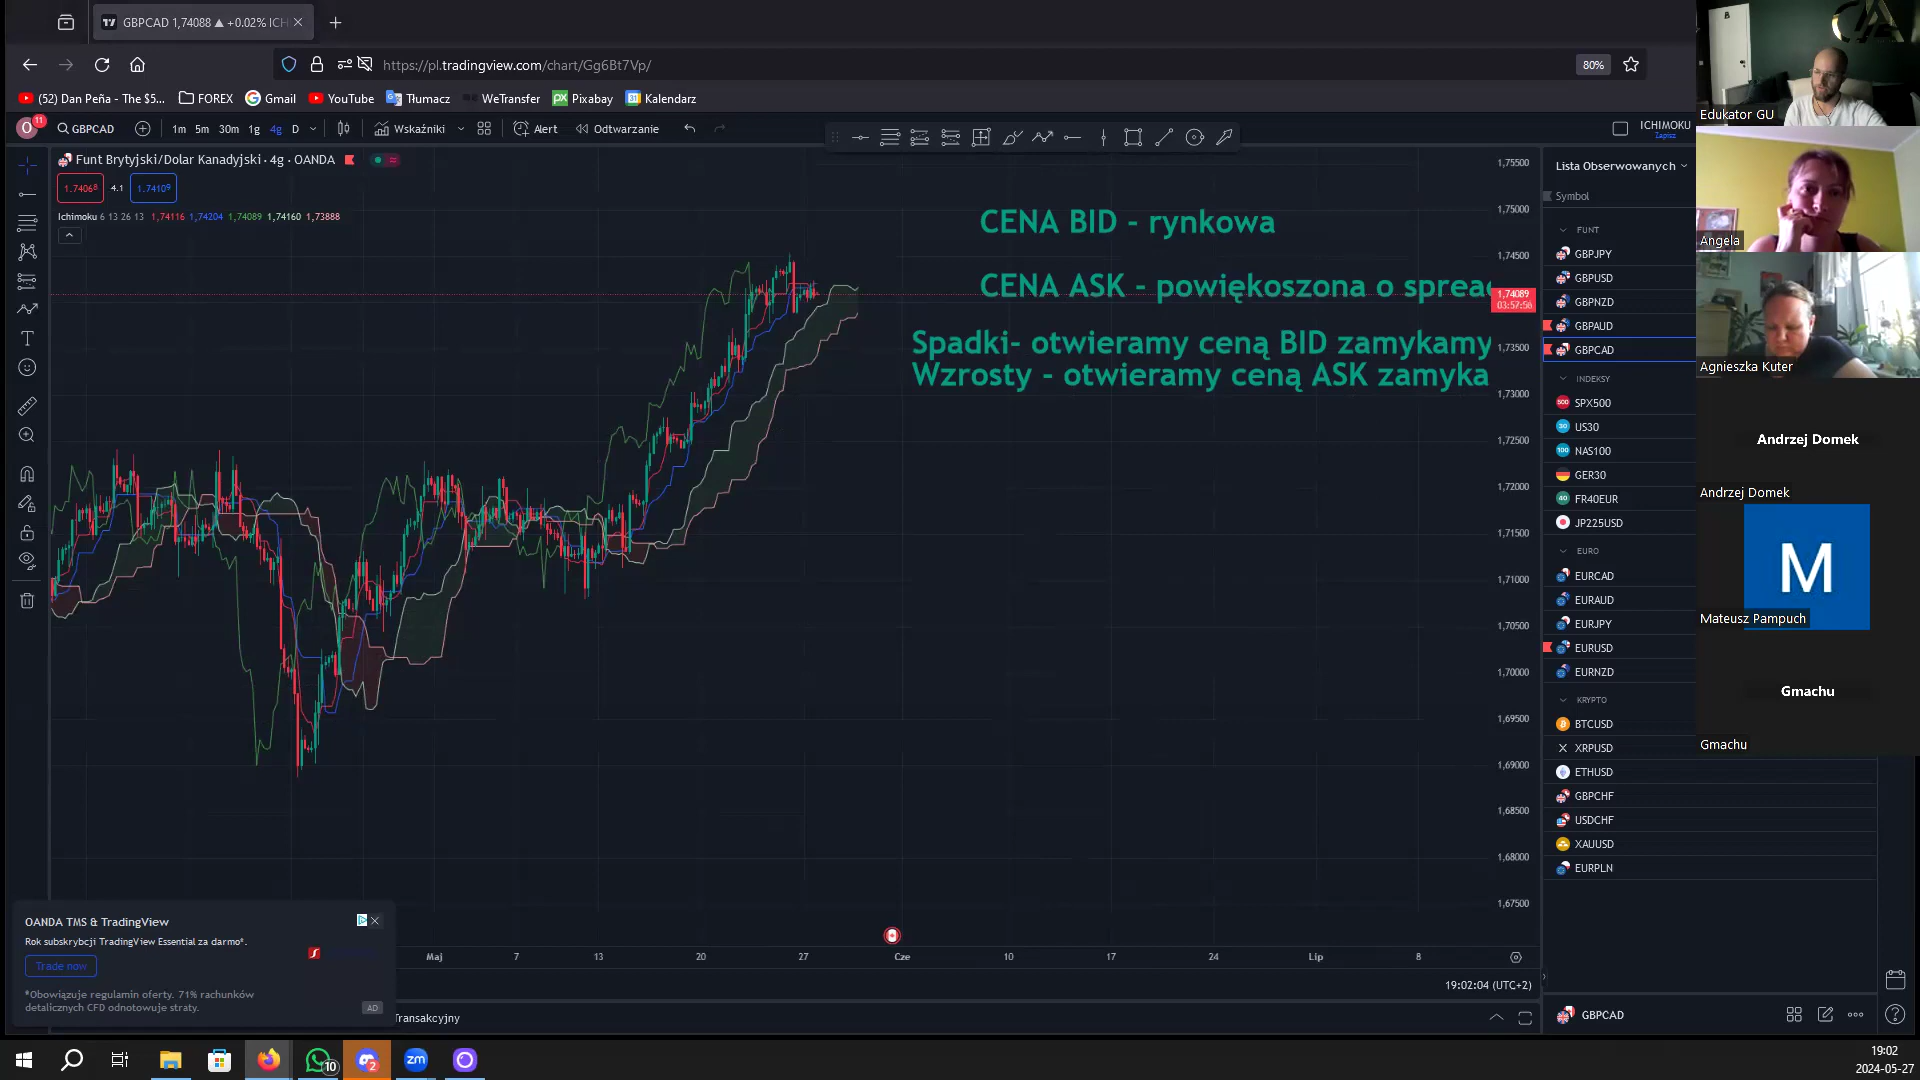 GBPCAD 1,74088 ▲ +0.02% ICH
https://pl.tradingview.com/chart/Gg6Bt7Vp/
80%
(52) Dan Peña - The $5...
FOREX
Gmail
YouTube
Tłumacz
WeTransfer
Pixabay
Kalendarz
11
GBPCAD
1m 5m 30m 1g 4g D
Wskaźniki
Alert
Odtwarzanie
ICHIMOKU
Zapisz
Funt Brytyjski/Dolar Kanadyjski · 4g · OANDA
1.74068 4.1 1.74109
Ichimoku 6 13 26 13 1,74116 1,74204 1,74089 1,74160 1,73888
CENA BID - rynkowa
CENA ASK - powiękoszona o spread
Spadki- otwieramy ceną BID zamykamy
Wzrosty - otwieramy ceną ASK zamyka
1,75500
1,75000
1,74500
1,74089
03:57:56
1,73500
1,73000
1,72500
1,72000
1,71500
1,71000
1,70500
1,70000
1,69500
1,69000
1,68500
1,68000
1,67500
Maj 7 13 20 27 Cze 10 17 24 Lip 8
19:02:04 (UTC+2)
Transakcyjny
OANDA TMS & TradingView
Rok subskrybcji TradingView Essential za darmo*.
Trade now
*Obowiązuje regulamin oferty. 71% rachunków
detalicznych CFD odnotowuje straty.
AD
Lista Obserwowanych
Symbol
FUNT
GBPJPY
GBPUSD
GBPNZD
GBPAUD
GBPCAD
INDEKSY
SPX500
US30
NAS100
GER30
FR40EUR
JP225USD
EURO
EURCAD
EURAUD
EURJPY
EURUSD
EURNZD
KRYPTO
BTCUSD
XRPUSD
ETHUSD
GBPCHF
USDCHF
XAUUSD
EURPLN
GBPCAD
Edukator GU
Angela
Agnieszka Kuter
Andrzej Domek
Andrzej Domek
M
Mateusz Pampuch
Gmachu
Gmachu
10
2
zm
19:02
2024-05-27